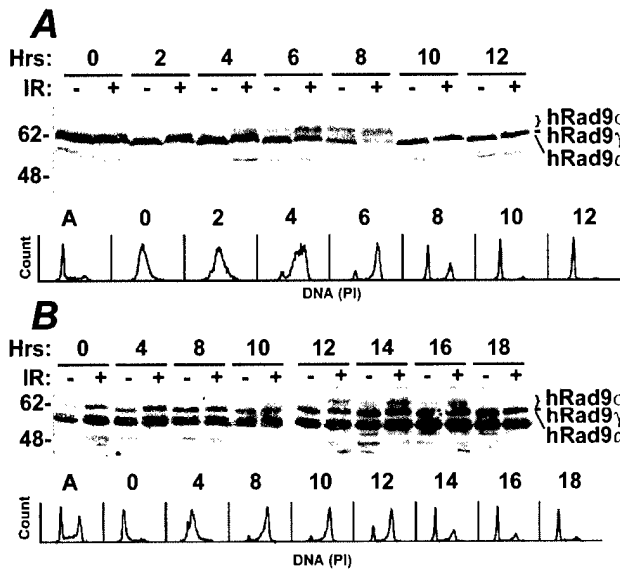 A
Hrs: 0 2 4 6 8 10 12
IR: - + - + - + - + - + - + - +
62-
48-
hRad9
hRad9γ
hRad9
A 0 2 4 6 8 10 12
Count
DNA (PI)
B
Hrs: 0 4 8 10 12 14 16 18
IR: - + - + - + - + - + - + - + - +
62-
48-
hRad9
hRad9γ
hRad9
A 0 4 8 10 12 14 16 18
Count
DNA (PI)